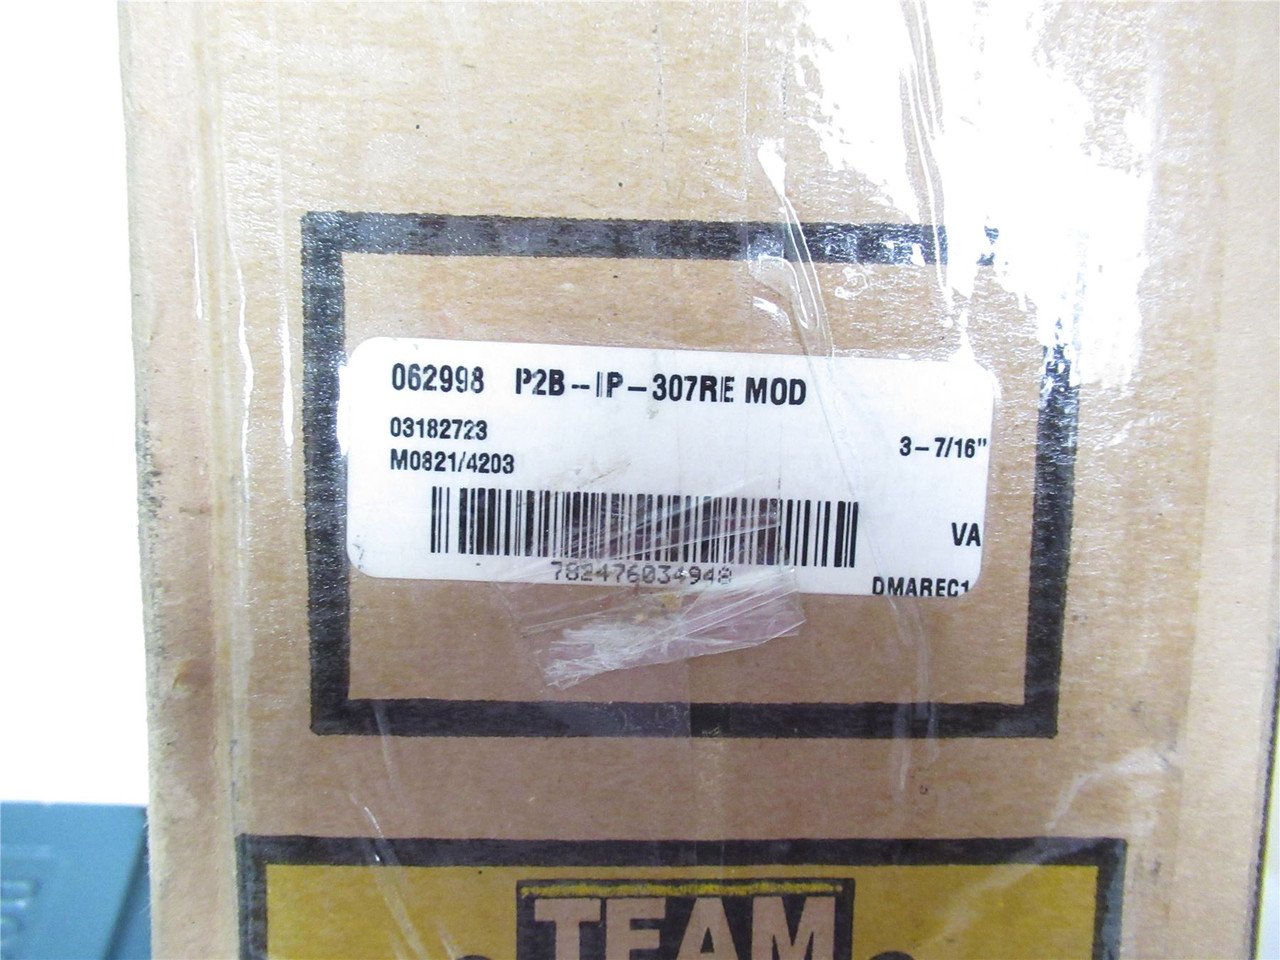 062998 P2B-IP-307RE MOD
03182723
3-7/16"
M0821/4203
VA
782476034948
DMAREC1
TEAM